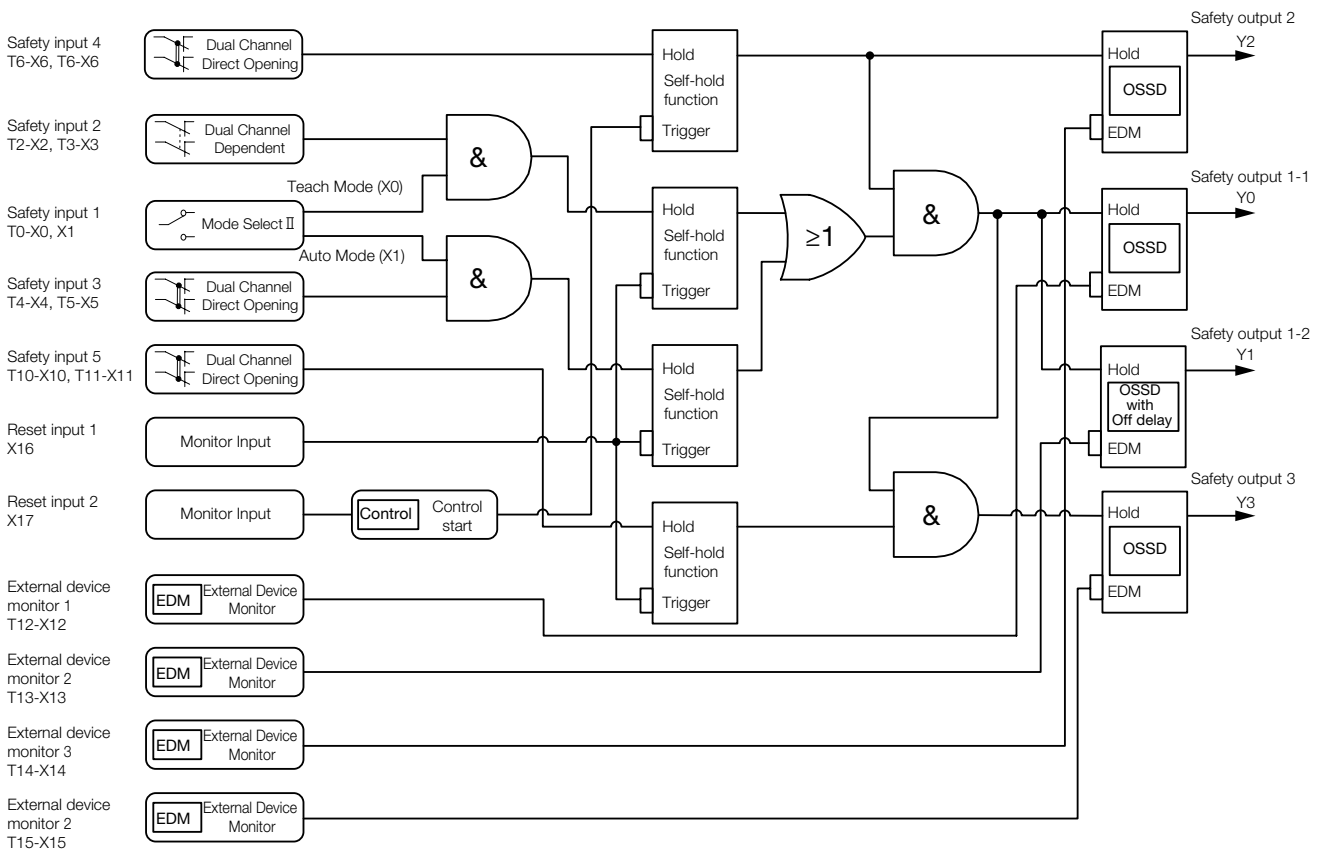 Safety input 4
T6-X6, T6-X6
Dual Channel
Direct Opening
Safety input 2
T2-X2, T3-X3
Dual Channel
Dependent
&
Teach Mode (X0)
Safety input 1
T0-X0, X1
Mode Select II
Auto Mode (X1)
&
Safety input 3
T4-X4, T5-X5
Dual Channel
Direct Opening
Safety input 5
T10-X10, T11-X11
Dual Channel
Direct Opening
Reset input 1
X16
Monitor Input
Reset input 2
X17
Monitor Input
Control
Control
start
External device
monitor 1
T12-X12
EDM
External Device
Monitor
External device
monitor 2
T13-X13
EDM
External Device
Monitor
External device
monitor 3
T14-X14
EDM
External Device
Monitor
External device
monitor 2
T15-X15
EDM
External Device
Monitor
Hold
Self-hold
function
Trigger
Hold
Self-hold
function
Trigger
Hold
Self-hold
function
Trigger
Hold
Self-hold
function
Trigger
≥1
&
&
Safety output 2
Y2
Hold
OSSD
EDM
Safety output 1-1
Y0
Hold
OSSD
EDM
Safety output 1-2
Y1
Hold
OSSD
with
Off delay
EDM
Safety output 3
Y3
Hold
OSSD
EDM